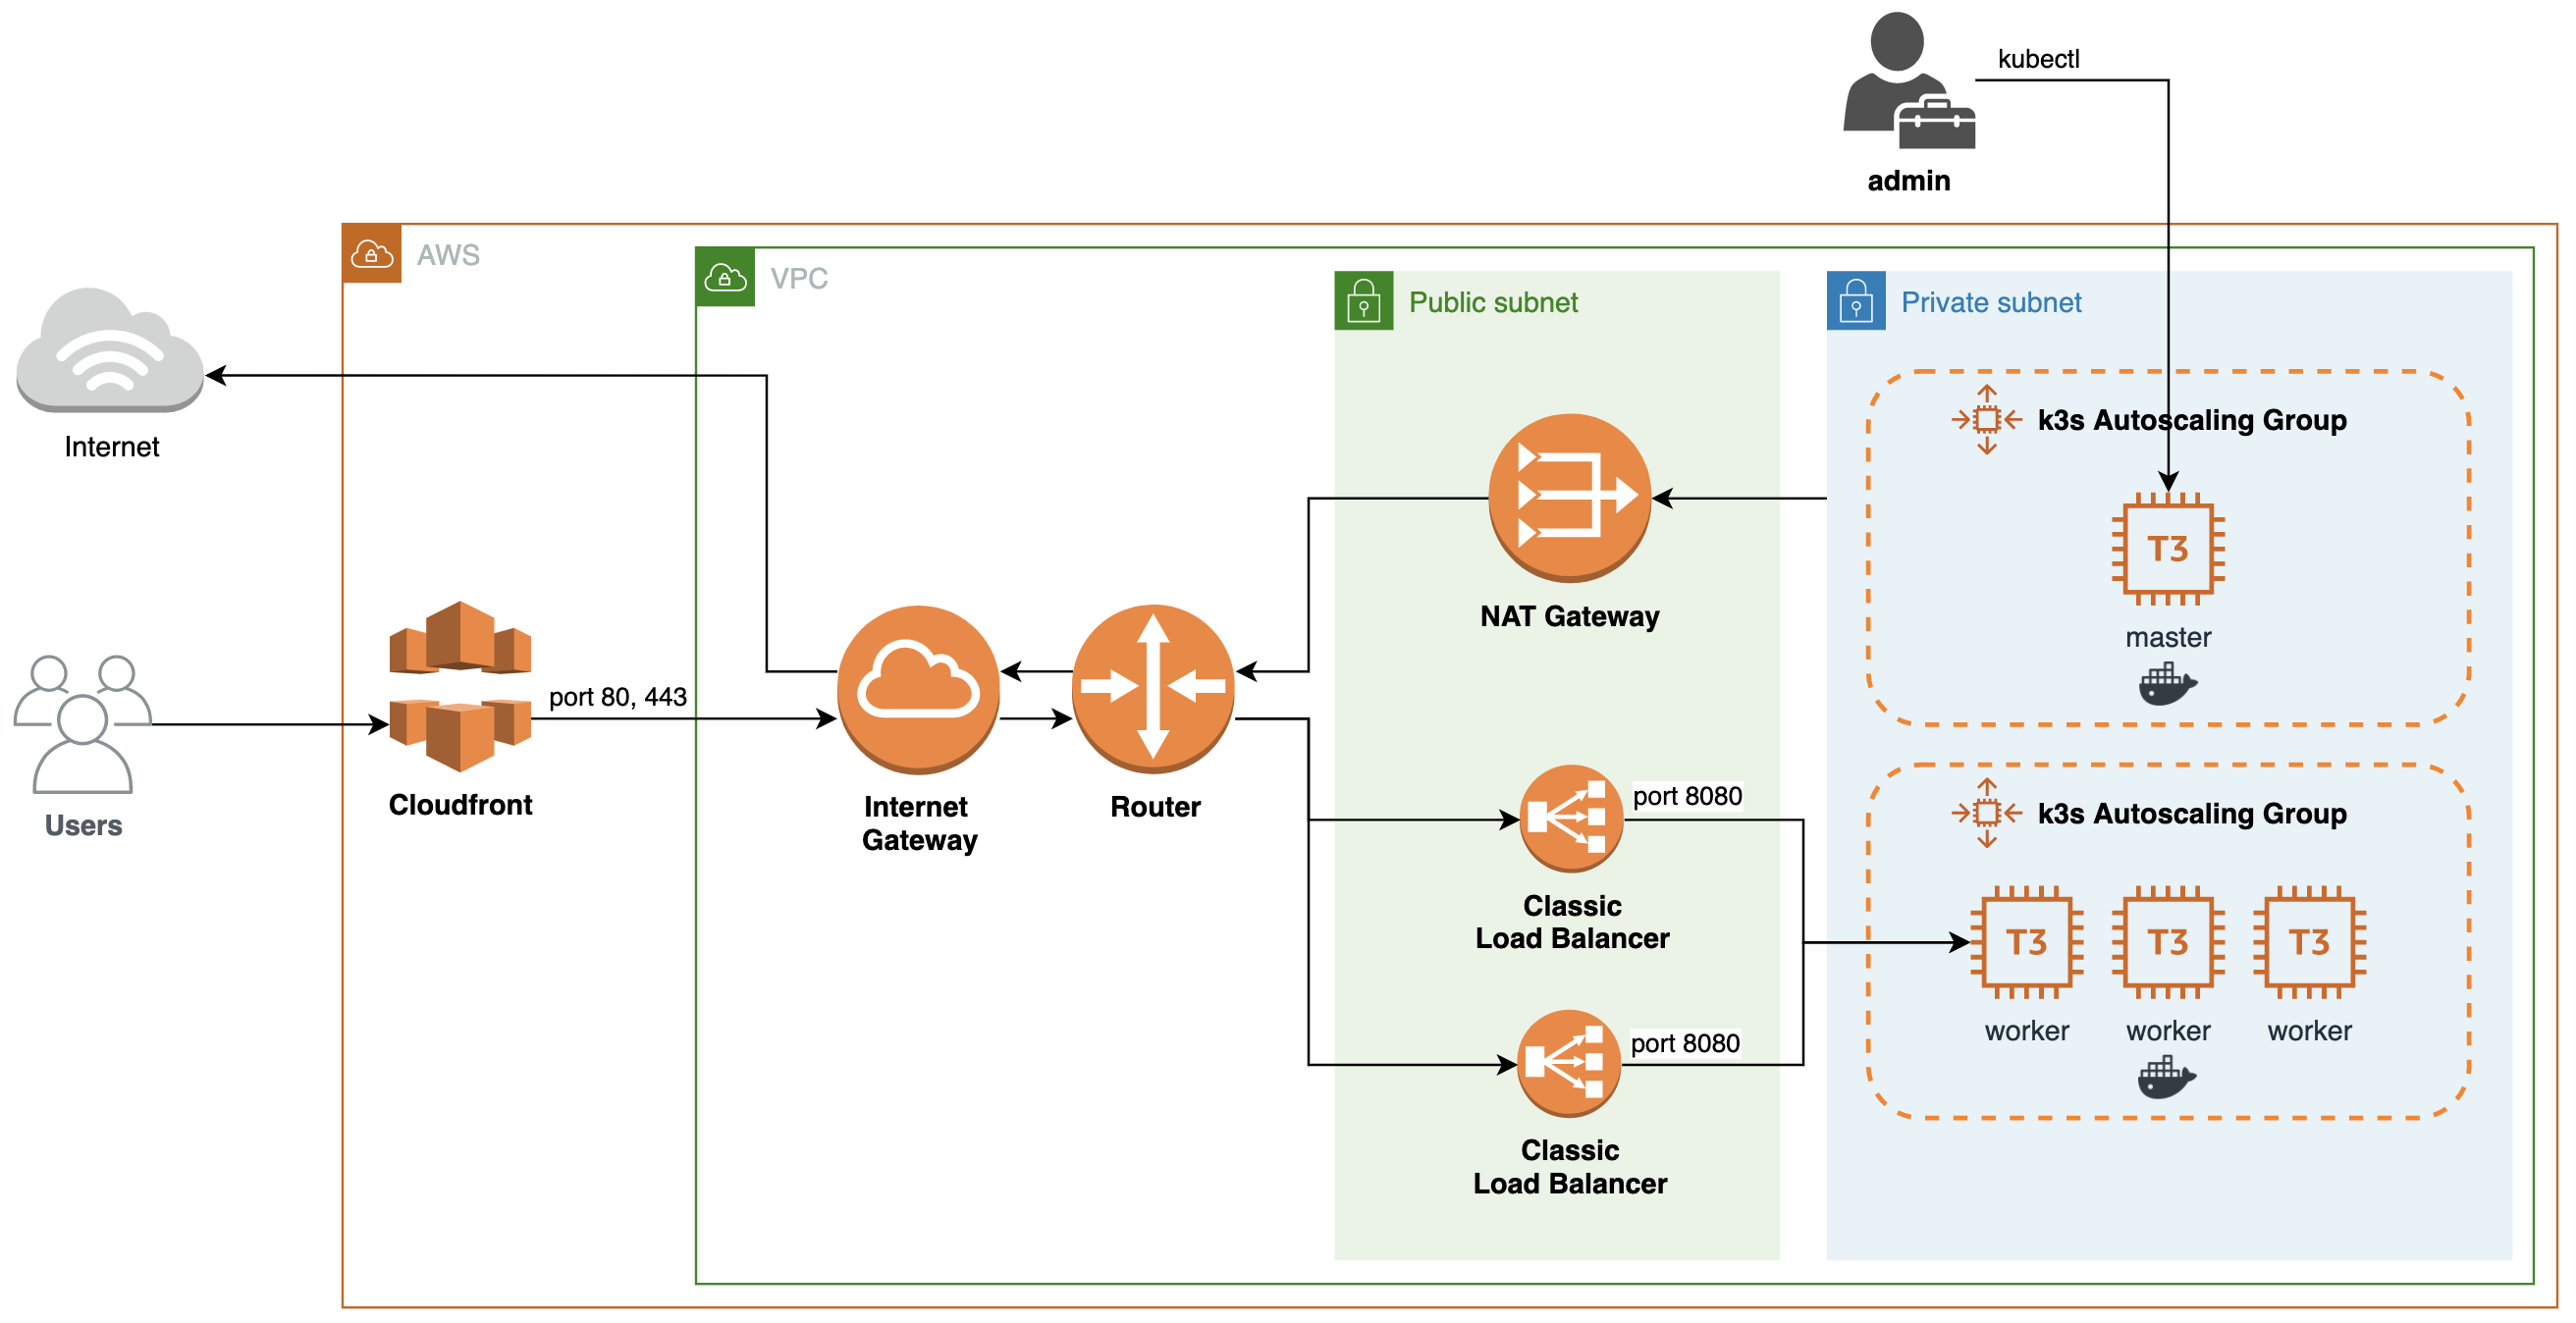 kubectl
admin
AWS
VPC
Public subnet
Private subnet
Internet
k3s Autoscaling Group
T3
master
NAT Gateway
Users
Cloudfront
port 80, 443
Internet
Gateway
Router
port 8080
Classic
Load Balancer
port 8080
Classic
Load Balancer
k3s Autoscaling Group
T3
T3
T3
worker
worker
worker